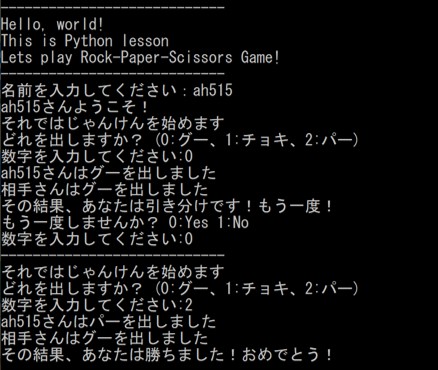 ----------------------------
Hello, world!
This is Python lesson
Lets play Rock-Paper-Scissors Game!
----------------------------
名前を入力してください：ah515
ah515さんようこそ！
それではじゃんけんを始めます
どれを出しますか？ (0:グー、1:チョキ、2:パー)
数字を入力してください:0
ah515さんはグーを出しました
相手さんはグーを出しました
その結果、あなたは引き分けです！もう一度！
もう一度しませんか？ 0:Yes 1:No
数字を入力してください:0
----------------------------
それではじゃんけんを始めます
どれを出しますか？ (0:グー、1:チョキ、2:パー)
数字を入力してください:2
ah515さんはパーを出しました
相手さんはグーを出しました
その結果、あなたは勝ちました！おめでとう！